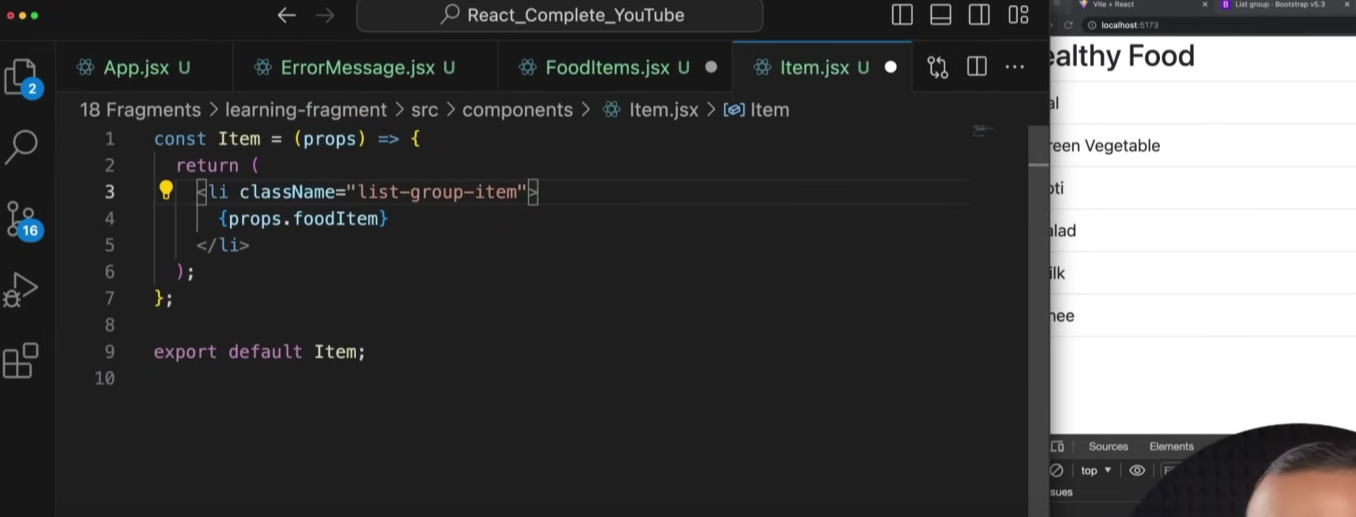 React_Complete_YouTube
Vite + React
List group · Bootstrap v5.3
localhost:5173
App.jsx U
ErrorMessage.jsx U
FoodItems.jsx U
Item.jsx U
18 Fragments > learning-fragment > src > components > Item.jsx > Item
1 const Item = (props) => {
2 return (
3 <li className="list-group-item">
4 {props.foodItem}
5 </li>
6 );
7 };
8
9 export default Item;
10
2
16
ealthy Food
al
reen Vegetable
oti
alad
ilk
hee
Sources Elements
top
sues